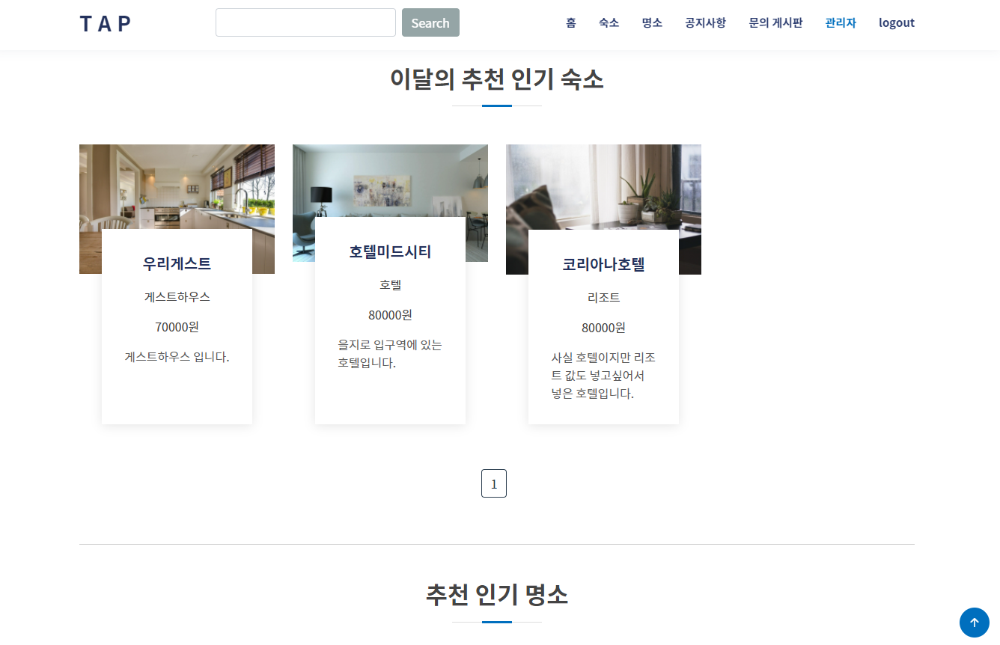 TAP
Search
홈
숙소
명소
공지사항
문의 게시판
관리자
logout
이달의 추천 인기 숙소
우리게스트
게스트하우스
70000원
게스트하우스 입니다.
호텔미드시티
호텔
80000원
을지로 입구역에 있는
호텔입니다.
코리아나호텔
리조트
80000원
사실 호텔이지만 리조
트 값도 넣고싶어서
넣은 호텔입니다.
1
추천 인기 명소